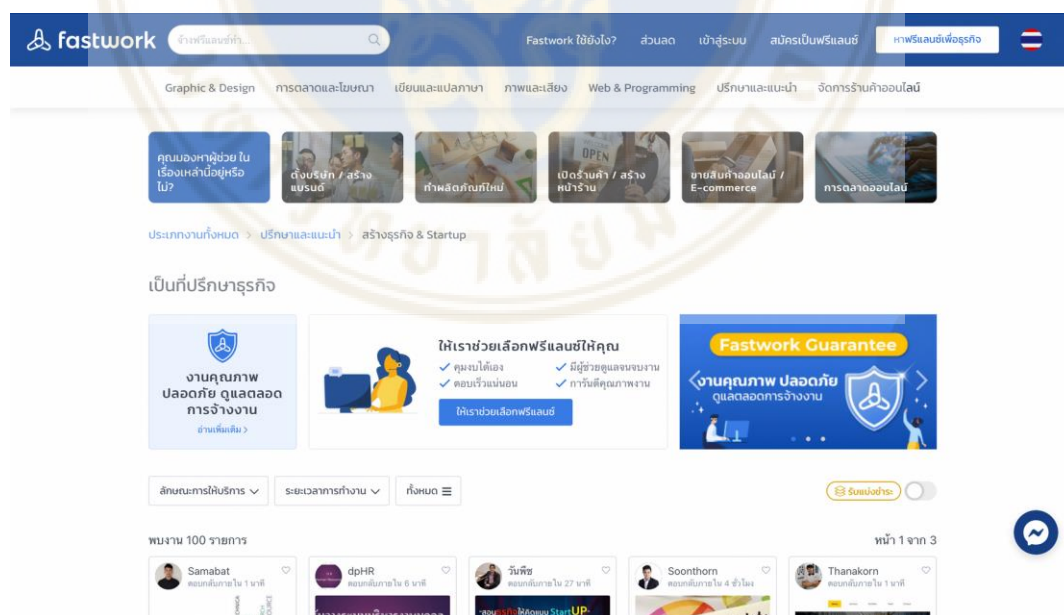 fastwork
จ้างฟรีแลนซ์ทำ...
Fastwork ใช้ยังไง?
ส่วนลด
เข้าสู่ระบบ
สมัครเป็นฟรีแลนซ์
หาฟรีแลนซ์เพื่อธุรกิจ
Graphic & Design
การตลาดและโฆษณา
เขียนและแปลภาษา
ภาพและเสียง
Web & Programming
ปรึกษาและแนะนำ
จัดการร้านค้าออนไลน์
คุณมองหาผู้ช่วย ใน
เรื่องเหล่านี้อยู่หรือ
ไม่?
ตั้งบริษัท / สร้าง
แบรนด์
ทำผลิตภัณฑ์ใหม่
OPEN
เปิดร้านค้า / สร้าง
หน้าร้าน
ขายสินค้าออนไลน์ /
E-commerce
การตลาดออนไลน์
ประเภทงานทั้งหมด > ปรึกษาและแนะนำ > สร้างธุรกิจ & Startup
เป็นที่ปรึกษาธุรกิจ
งานคุณภาพ
ปลอดภัย ดูแลตลอด
การจ้างงาน
อ่านเพิ่มเติม >
ให้เราช่วยเลือกฟรีแลนซ์ให้คุณ
คุมงบได้เอง
มีผู้ช่วยดูแลจนจบงาน
ตอบเร็วแน่นอน
การันตีคุณภาพงาน
ให้เราช่วยเลือกฟรีแลนซ์
Fastwork Guarantee
งานคุณภาพ ปลอดภัย
ดูแลตลอดการจ้างงาน
ลักษณะการให้บริการ
ระยะเวลาการทำงาน
ทั้งหมด
รับแบ่งชำระ
พบงาน 100 รายการ
หน้า 1 จาก 3
Samabat
ตอบกลับภายใน 1 นาที
dpHR
ตอบกลับภายใน 6 นาที
วันพืช
ตอบกลับภายใน 27 นาที
Soonthorn
ตอบกลับภายใน 4 ชั่วโมง
Thanakorn
ตอบกลับภายใน 1 นาที